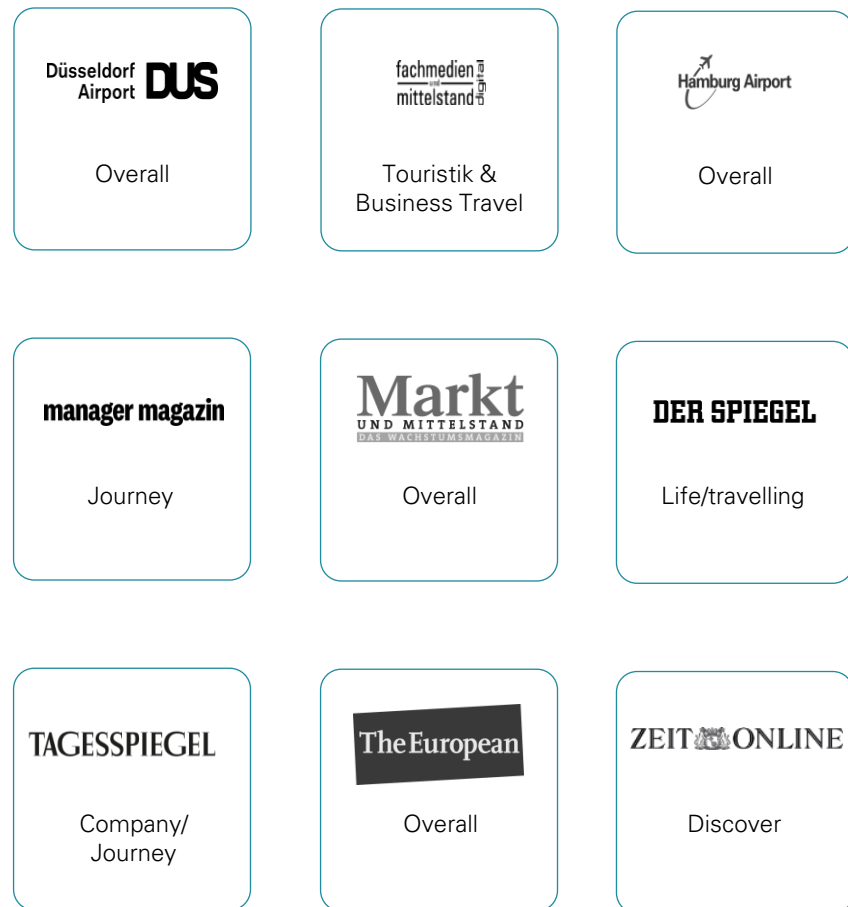 Düsseldorf
Airport DUS
Overall
fachmedien
und
mittelstand
digital
Touristik &
Business Travel
Hamburg Airport
Overall
manager magazin
Journey
Markt
UND MITTELSTAND
DAS WACHSTUMSMAGAZIN
Overall
DER SPIEGEL
Life/travelling
TAGESSPIEGEL
Company/
Journey
The European
Overall
ZEIT ONLINE
Discover